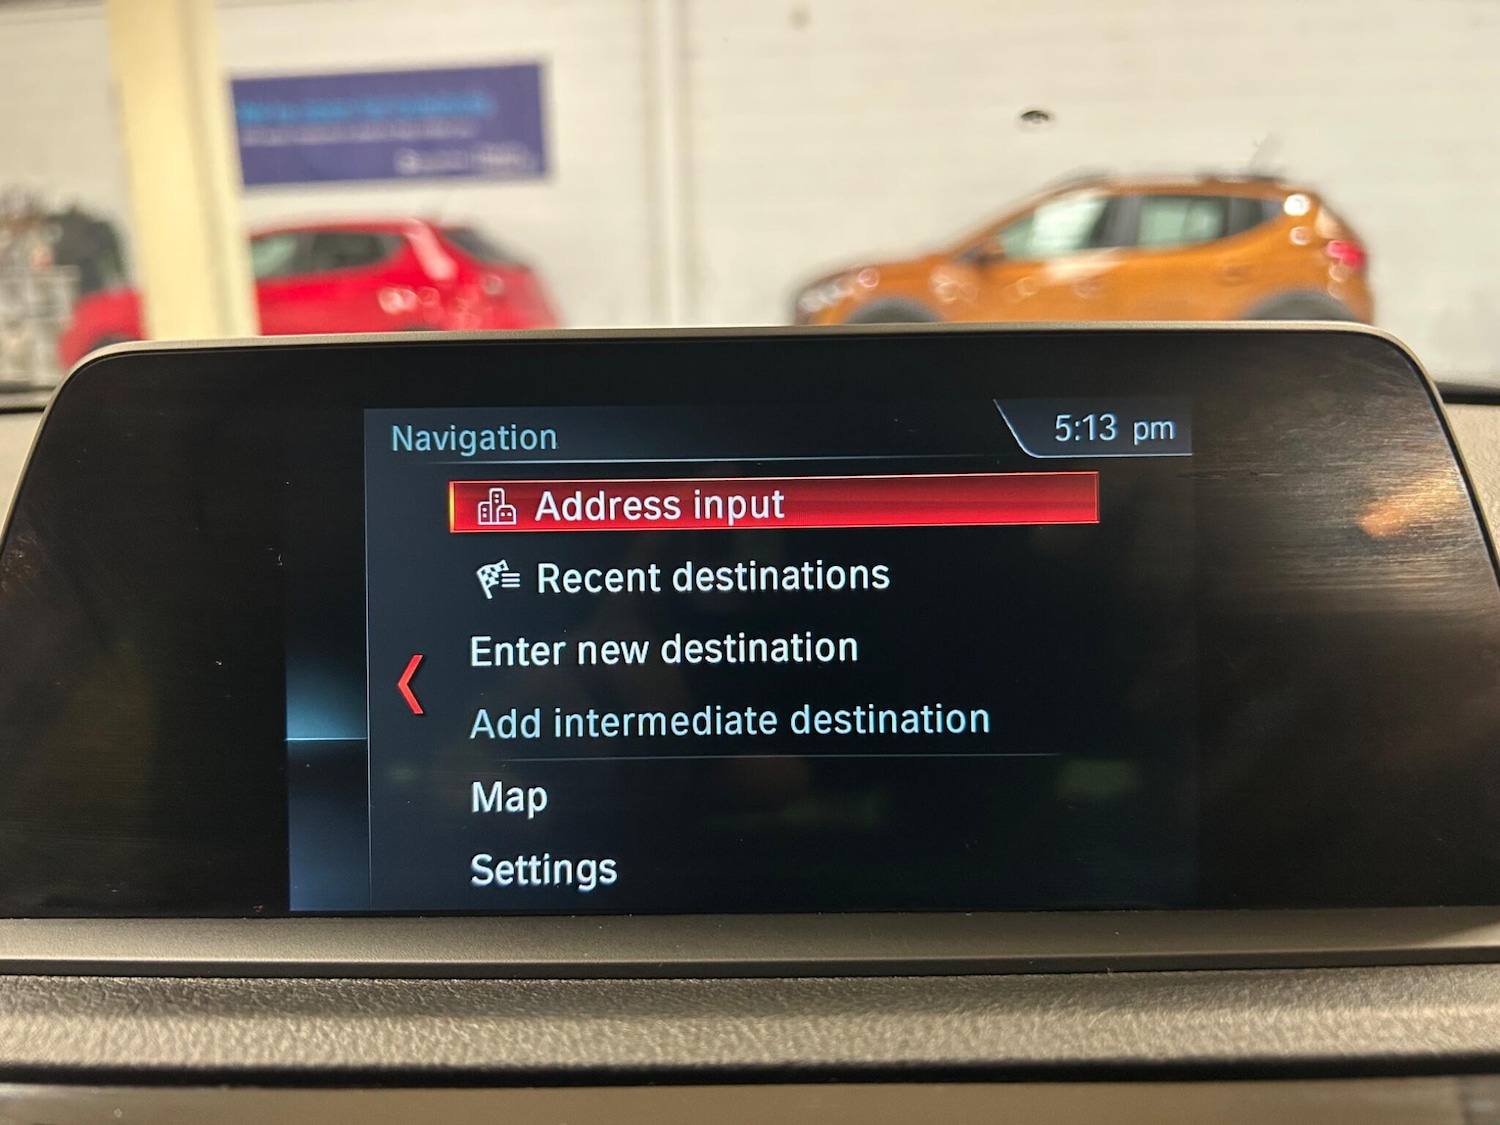 Navigation
5:13 pm
Address input
Recent destinations
Enter new destination
Add intermediate destination
Map
Settings